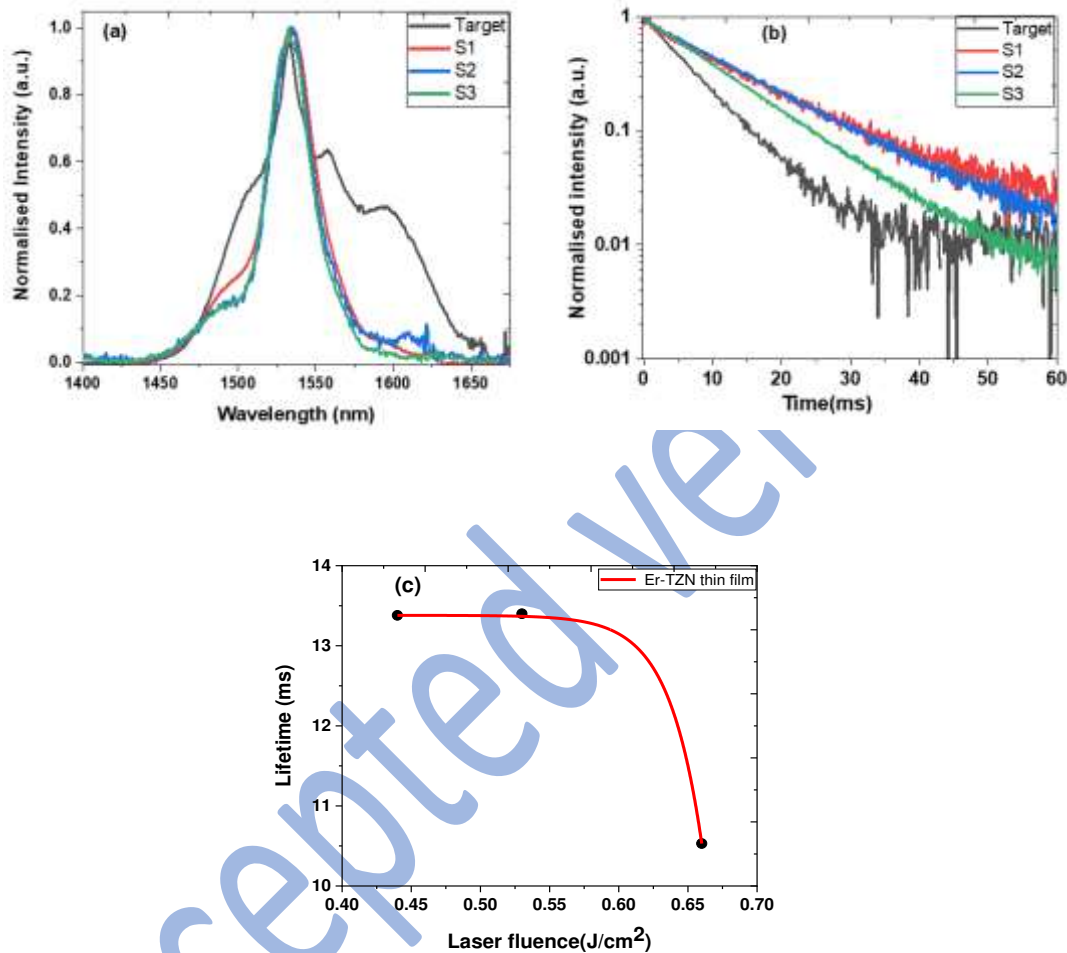 (a)
Target
S1
S2
S3
1.0
0.8
0.6
0.4
0.2
0.0
Normalised Intensity (a.u.)
1400 1450 1500 1550 1600 1650
Wavelength (nm)
(b)
Target
S1
S2
S3
1
0.1
0.01
0.001
Normalised intensity (a.u.)
0 10 20 30 40 50 60
Time(ms)
(c)
Er-TZN thin film
14
13
12
11
10
Lifetime (ms)
0.40 0.45 0.50 0.55 0.60 0.65 0.70
Laser fluence(J/cm²)
cepted ver